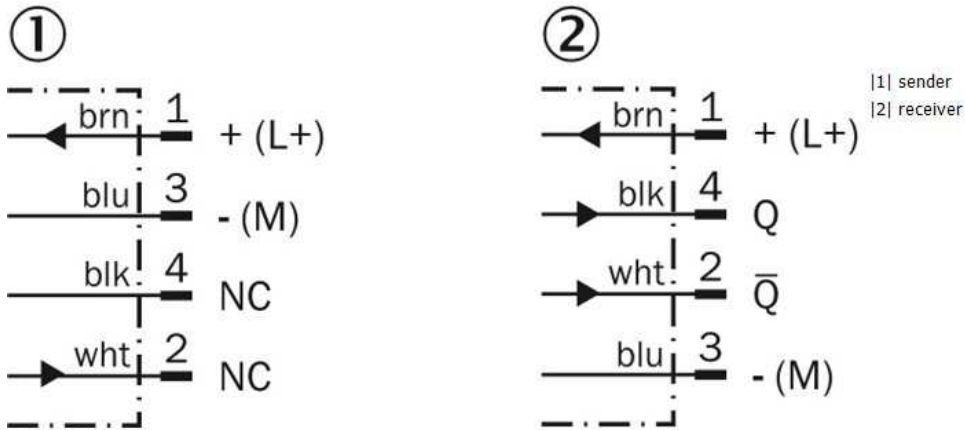 ① ②
|1| sender
|2| receiver
brn 1 + (L+)
blu 3 - (M)
blk 4 NC
wht 2 NC
brn 1 + (L+)
blk 4 Q
wht 2 Q̅
blu 3 - (M)